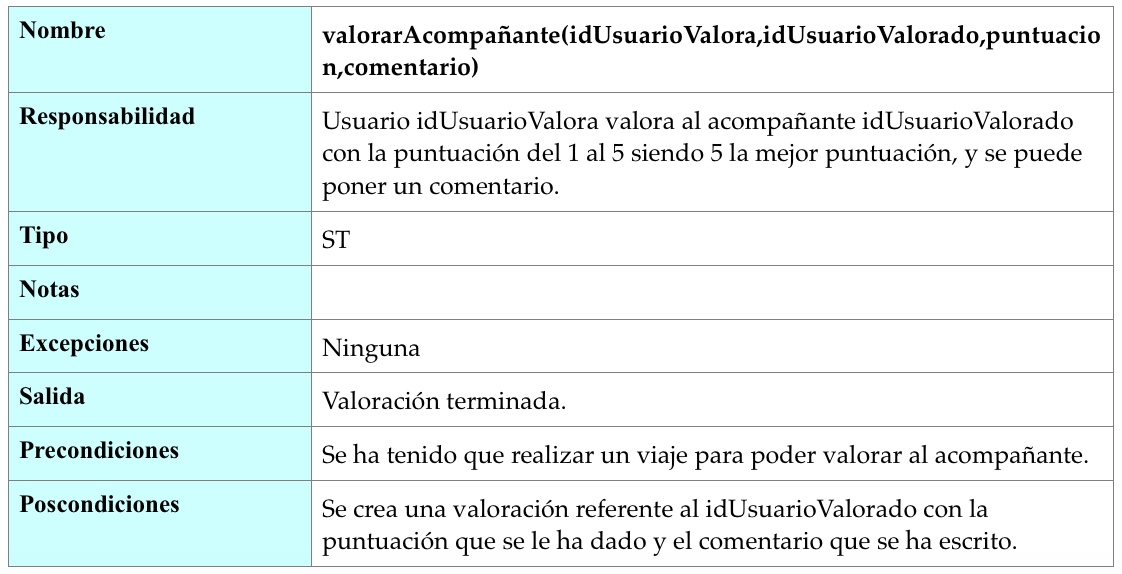 Nombre
valorarAcompañante(idUsuarioValora,idUsuarioValorado,puntuacio
n,comentario)
Responsabilidad
Usuario idUsuarioValora valora al acompañante idUsuarioValorado
con la puntuación del 1 al 5 siendo 5 la mejor puntuación, y se puede
poner un comentario.
Tipo
ST
Notas
Excepciones
Ninguna
Salida
Valoración terminada.
Precondiciones
Se ha tenido que realizar un viaje para poder valorar al acompañante.
Poscondiciones
Se crea una valoración referente al idUsuarioValorado con la
puntuación que se le ha dado y el comentario que se ha escrito.